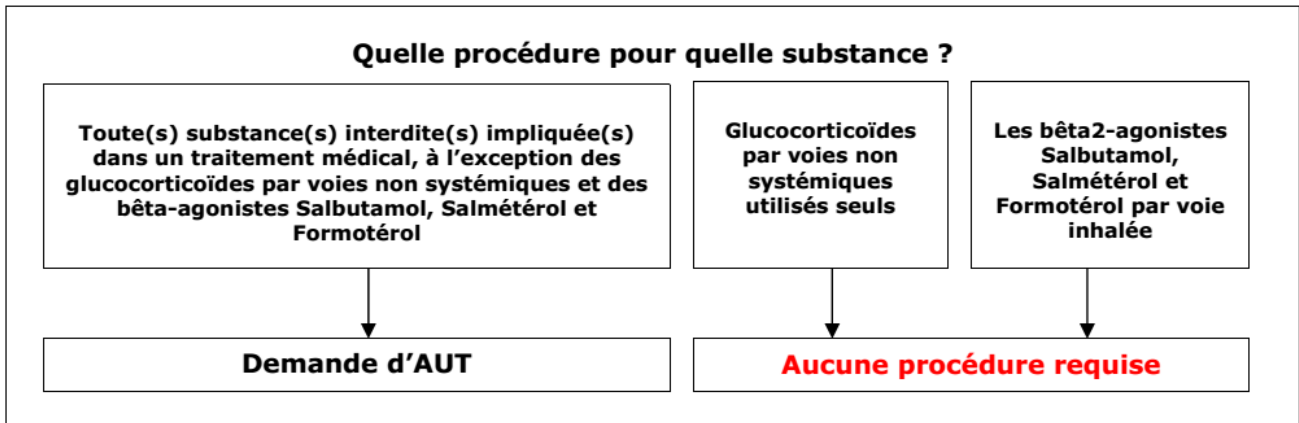 Quelle procédure pour quelle substance ?
Toute(s) substance(s) interdite(s) impliquée(s)
dans un traitement médical, à l'exception des
glucocorticoïdes par voies non systémiques et des
bêta-agonistes Salbutamol, Salmétérol et
Formotérol
Glucocorticoïdes
par voies non
systémiques
utilisés seuls
Les bêta2-agonistes
Salbutamol,
Salmétérol et
Formotérol par voie
inhalée
Demande d'AUT
Aucune procédure requise